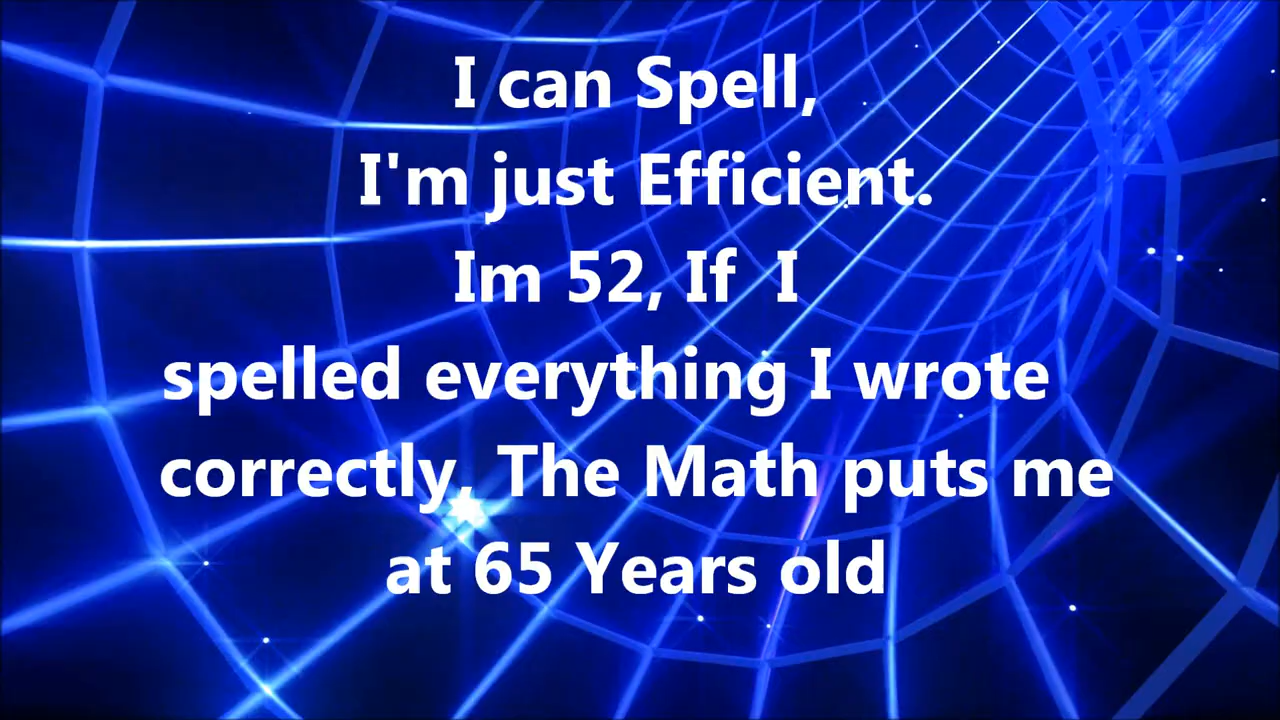 I can Spell,
I'm just Efficient.
Im 52, If  I
spelled everything I wrote
correctly, The Math puts me
at 65 Years old